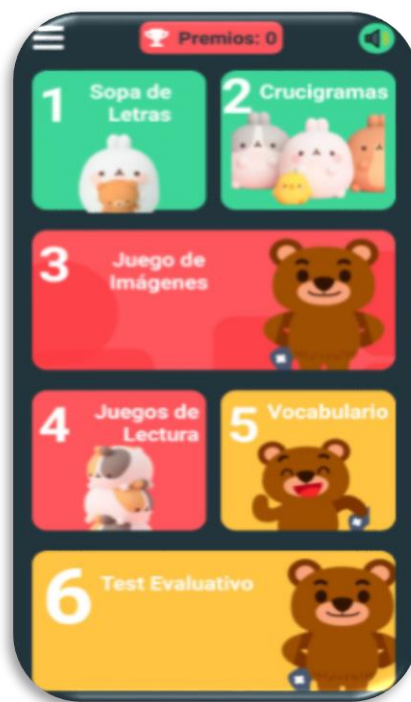 Premios: 0
1
Sopa de
Letras
2
Crucigramas
3
Juego de
Imágenes
4
Juegos de
Lectura
5
Vocabulario
6
Test Evaluativo